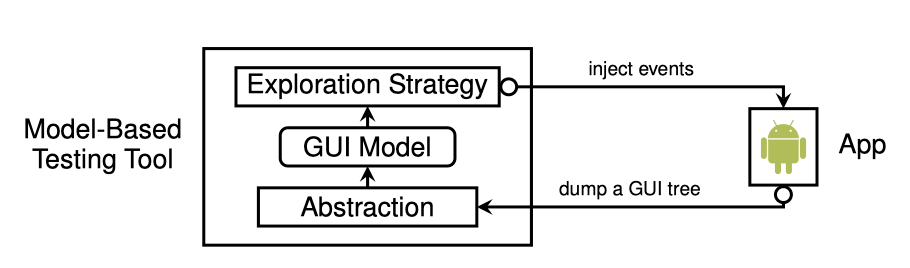 Model-Based
Testing Tool
Exploration Strategy
GUI Model
Abstraction
inject events
dump a GUI tree
App